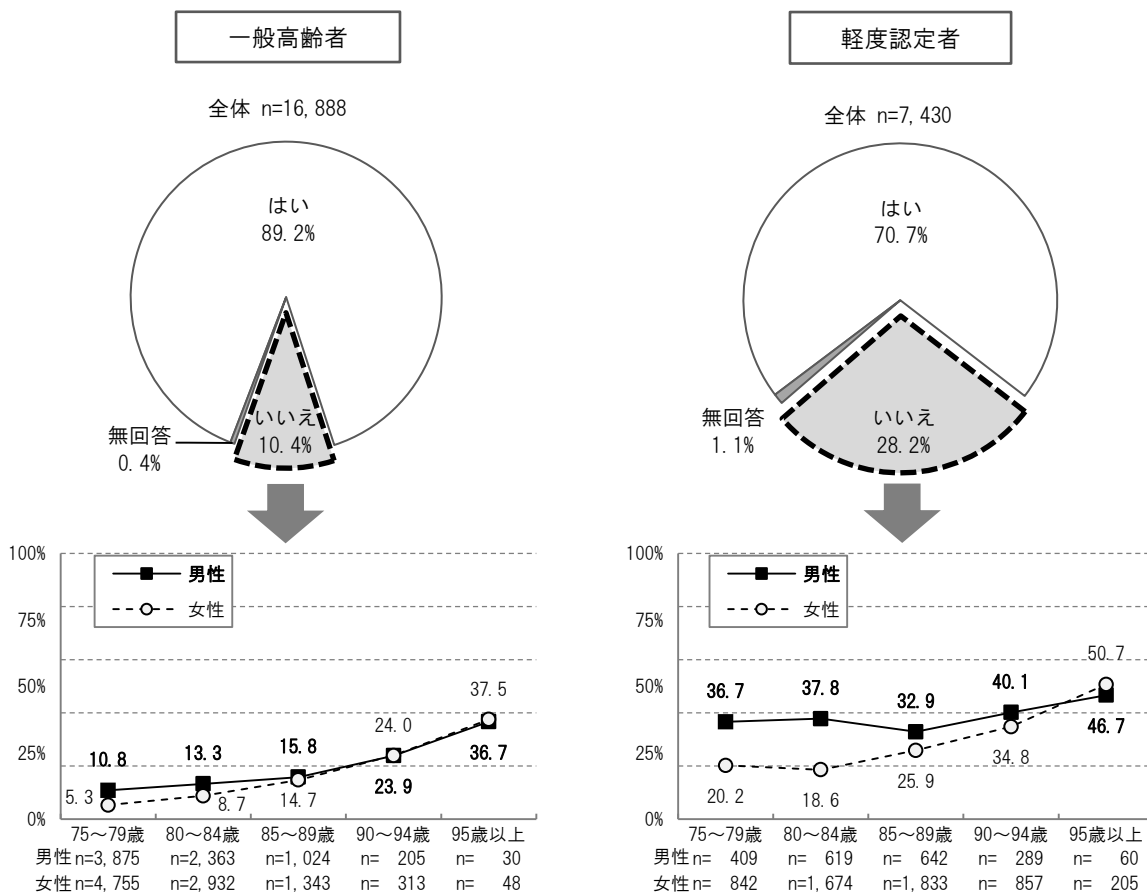 一般高齢者
全体 n=16,888
はい
89.2%
いいえ
10.4%
無回答
0.4%
100%
75%
50%
25%
0%
男性
女性
10.8
13.3
15.8
23.9
36.7
5.3
8.7
14.7
24.0
37.5
75～79歳 80～84歳 85～89歳 90～94歳 95歳以上
男性 n=3,875 n=2,363 n=1,024 n= 205 n= 30
女性 n=4,755 n=2,932 n=1,343 n= 313 n= 48
軽度認定者
全体 n=7,430
はい
70.7%
いいえ
28.2%
無回答
1.1%
100%
75%
50%
25%
0%
男性
女性
36.7
37.8
32.9
40.1
46.7
20.2
18.6
25.9
34.8
50.7
75～79歳 80～84歳 85～89歳 90～94歳 95歳以上
男性 n= 409 n= 619 n= 642 n= 289 n= 60
女性 n= 842 n=1,674 n=1,833 n= 857 n= 205